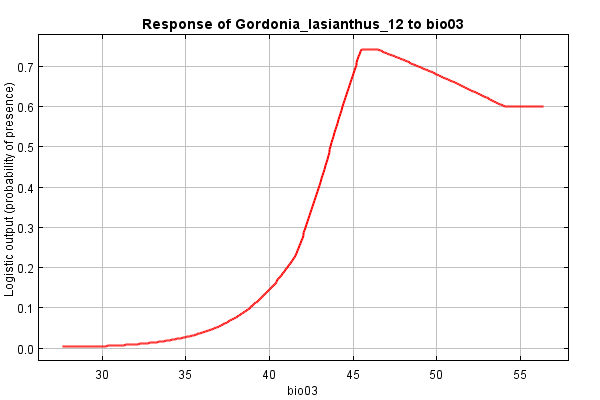 Response of Gordonia_lasianthus_12 to bio03
Logistic output (probability of presence)
0.7
0.6
0.5
0.4
0.3
0.2
0.1
0.0
30 35 40 45 50 55
bio03